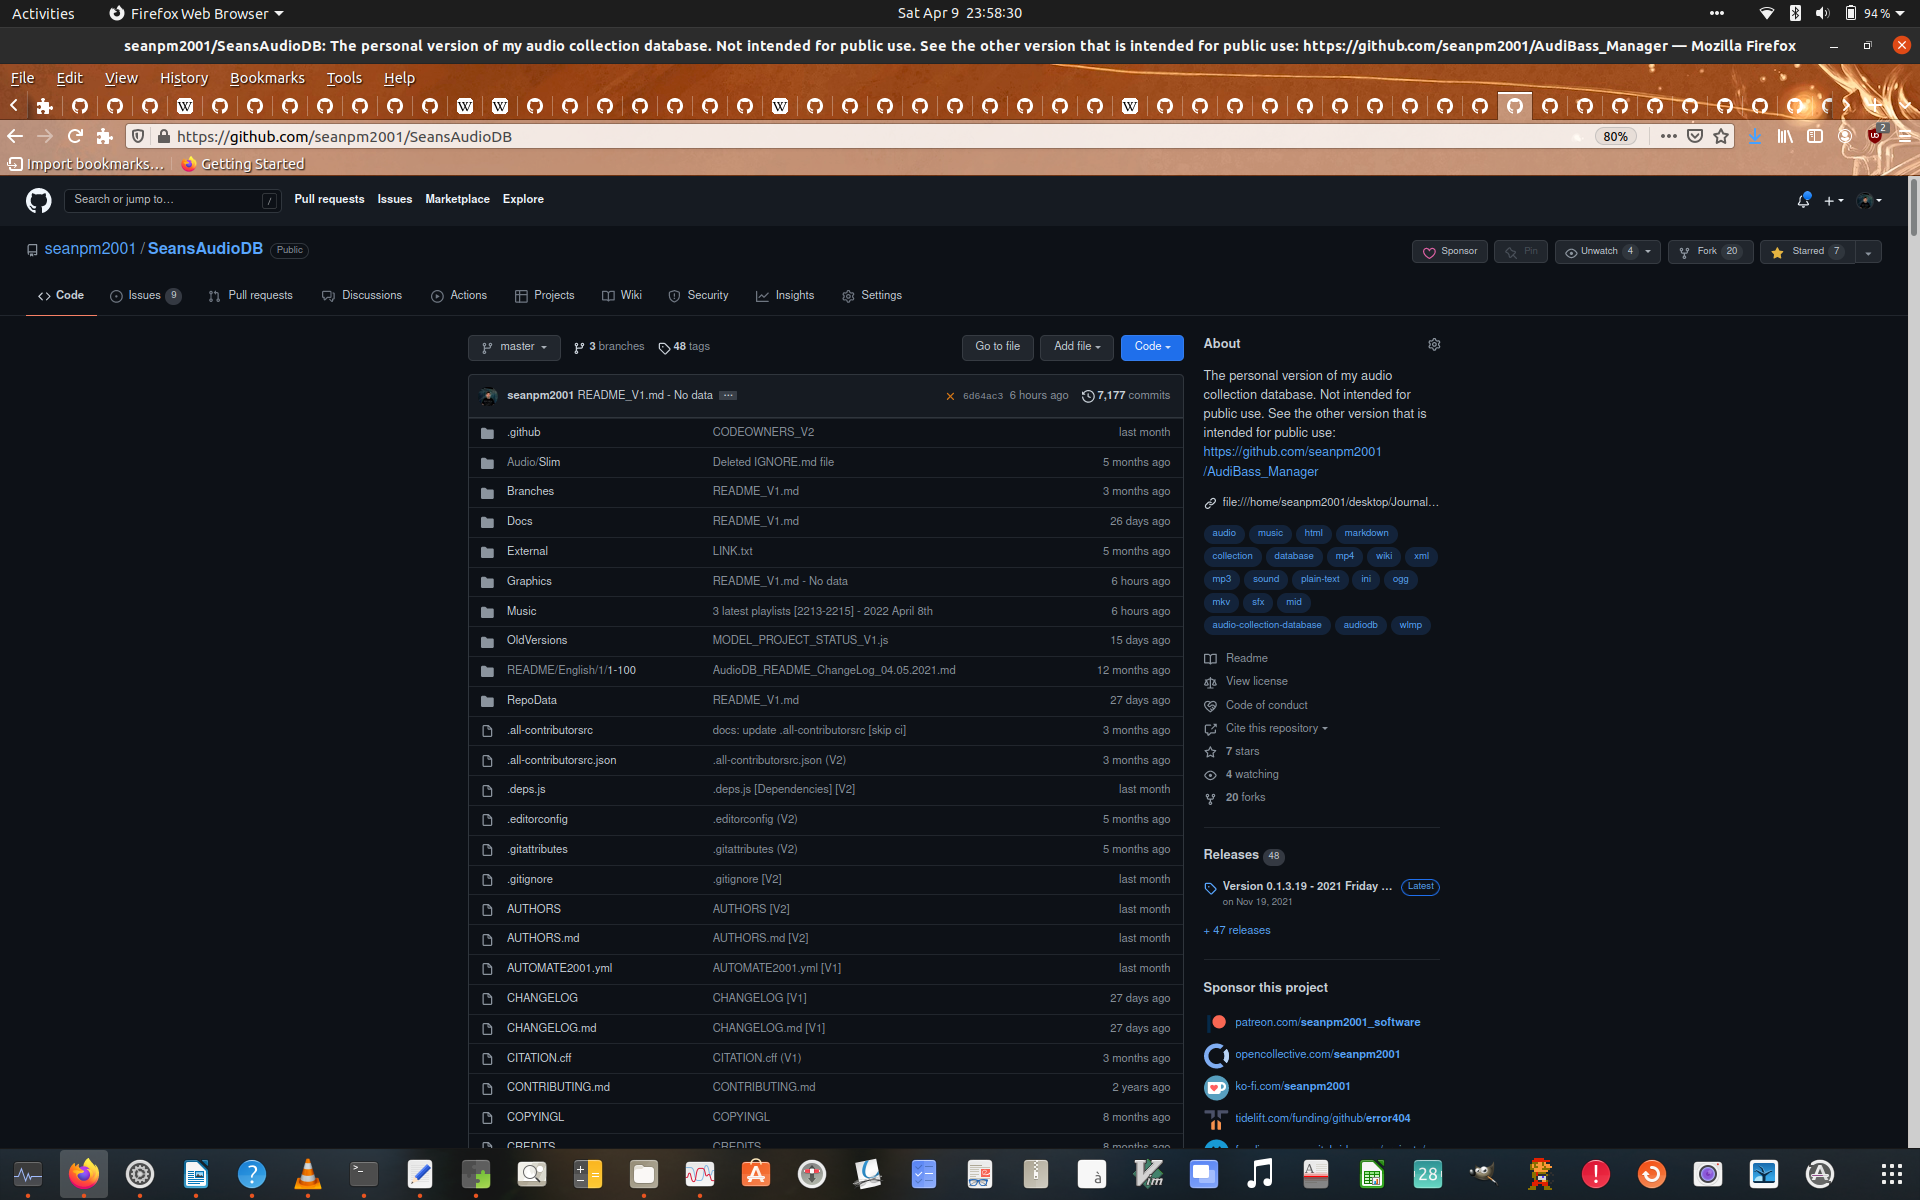 Activities
Firefox Web Browser
Sat Apr 9 23:58:30
94 %
seanpm2001/SeansAudioDB: The personal version of my audio collection database. Not intended for public use. See the other version that is intended for public use: https://github.com/seanpm2001/AudiBass_Manager — Mozilla Firefox
File Edit View History Bookmarks Tools Help
https://github.com/seanpm2001/SeansAudioDB
80%
2
Import bookmarks...
Getting Started
Search or jump to...
/
Pull requests Issues Marketplace Explore
seanpm2001 / SeansAudioDB Public
Sponsor
Pin
Unwatch 4
Fork 20
Starred 7
Code
Issues 9
Pull requests
Discussions
Actions
Projects
Wiki
Security
Insights
Settings
master
3 branches
48 tags
Go to file
Add file
Code
seanpm2001 README_V1.md - No data
6d64ac3 6 hours ago
7,177 commits
.github CODEOWNERS_V2 last month
Audio/Slim Deleted IGNORE.md file 5 months ago
Branches README_V1.md 3 months ago
Docs README_V1.md 26 days ago
External LINK.txt 5 months ago
Graphics README_V1.md - No data 6 hours ago
Music 3 latest playlists [2213-2215] - 2022 April 8th 6 hours ago
OldVersions MODEL_PROJECT_STATUS_V1.js 15 days ago
README/English/1/1-100 AudioDB_README_ChangeLog_04.05.2021.md 12 months ago
RepoData README_V1.md 27 days ago
.all-contributorsrc docs: update .all-contributorsrc [skip ci] 3 months ago
.all-contributorsrc.json .all-contributorsrc.json (V2) 3 months ago
.deps.js .deps.js [Dependencies] [V2] last month
.editorconfig .editorconfig (V2) 5 months ago
.gitattributes .gitattributes (V2) 5 months ago
.gitignore .gitignore [V2] last month
AUTHORS AUTHORS [V2] last month
AUTHORS.md AUTHORS.md [V2] last month
AUTOMATE2001.yml AUTOMATE2001.yml [V1] last month
CHANGELOG CHANGELOG [V1] 27 days ago
CHANGELOG.md CHANGELOG.md [V1] 27 days ago
CITATION.cff CITATION.cff (V1) 3 months ago
CONTRIBUTING.md CONTRIBUTING.md 2 years ago
COPYINGL COPYINGL 8 months ago
CREDITS CREDITS 8 months ago
About
The personal version of my audio
collection database. Not intended for
public use. See the other version that is
intended for public use:
https://github.com/seanpm2001
/AudiBass_Manager
file:///home/seanpm2001/desktop/Journal...
audio music html markdown
collection database mp4 wiki xml
mp3 sound plain-text ini ogg
mkv sfx mid
audio-collection-database audiodb wlmp
Readme
View license
Code of conduct
Cite this repository
7 stars
4 watching
20 forks
Releases 48
Version 0.1.3.19 - 2021 Friday ... Latest
on Nov 19, 2021
+ 47 releases
Sponsor this project
patreon.com/seanpm2001_software
opencollective.com/seanpm2001
ko-fi.com/seanpm2001
tidelift.com/funding/github/error404
28